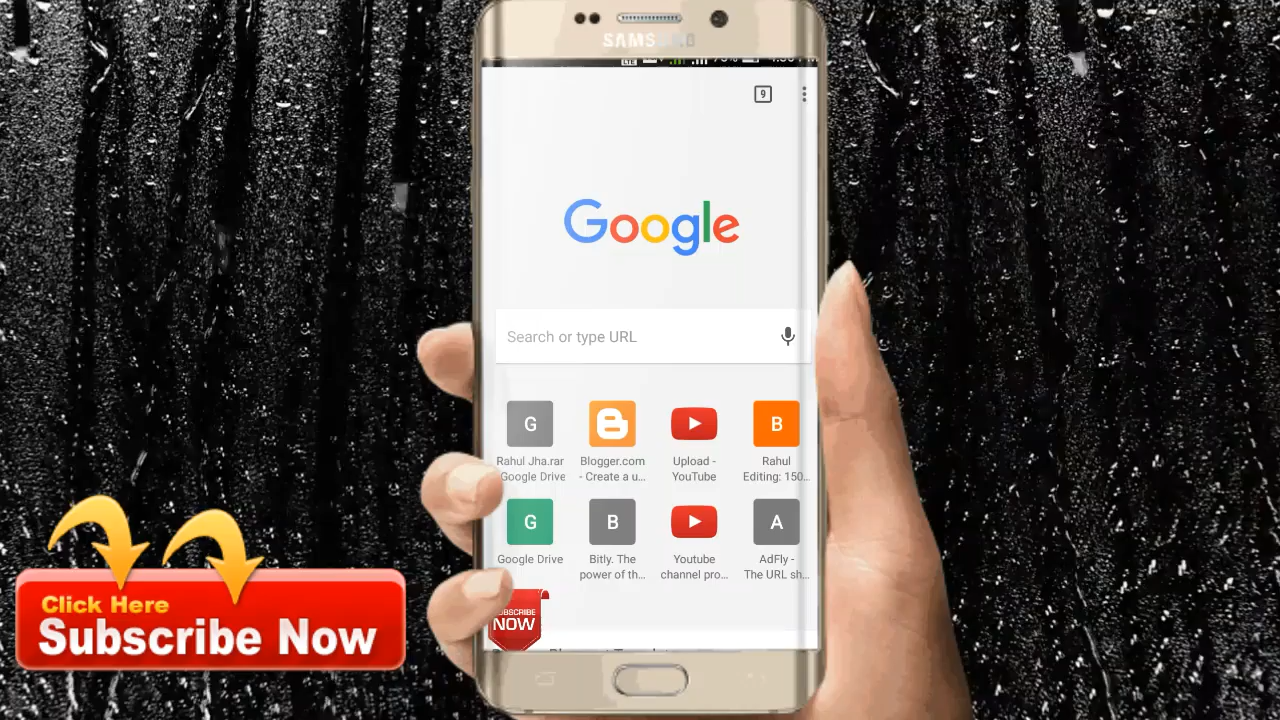 SAMSUNG
9
Google
Search or type URL
G
B
Rahul Jha.rar
Google Drive
Blogger.com
- Create a u...
Upload -
YouTube
Rahul
Editing: 150...
G
B
A
Google Drive
Bitly. The
power of th...
Youtube
channel pro...
AdFly -
The URL sh...
SUBSCRIBE
NOW
Click Here
Subscribe Now